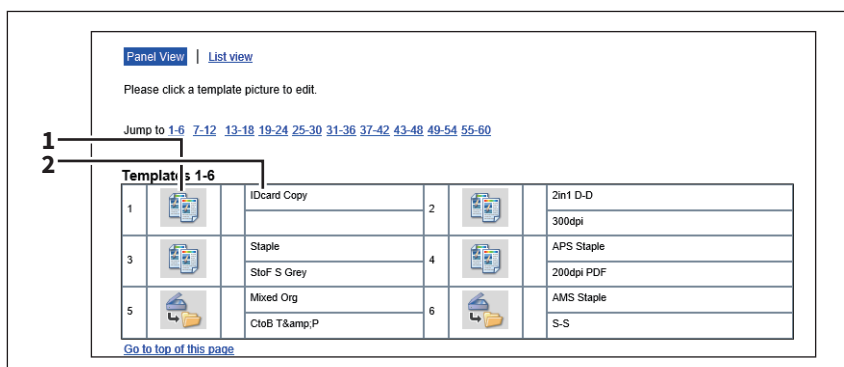 Panel View | List view
Please click a template picture to edit.
Jump to 1-6 7-12 13-18 19-24 25-30 31-36 37-42 43-48 49-54 55-60
1
2
Templates 1-6
1 IDcard Copy 2 2in1 D-D
300dpi
3 Staple 4 APS Staple
StoF S Grey 200dpi PDF
5 Mixed Org 6 AMS Staple
CtoB T&amp;P S-S
Go to top of this page